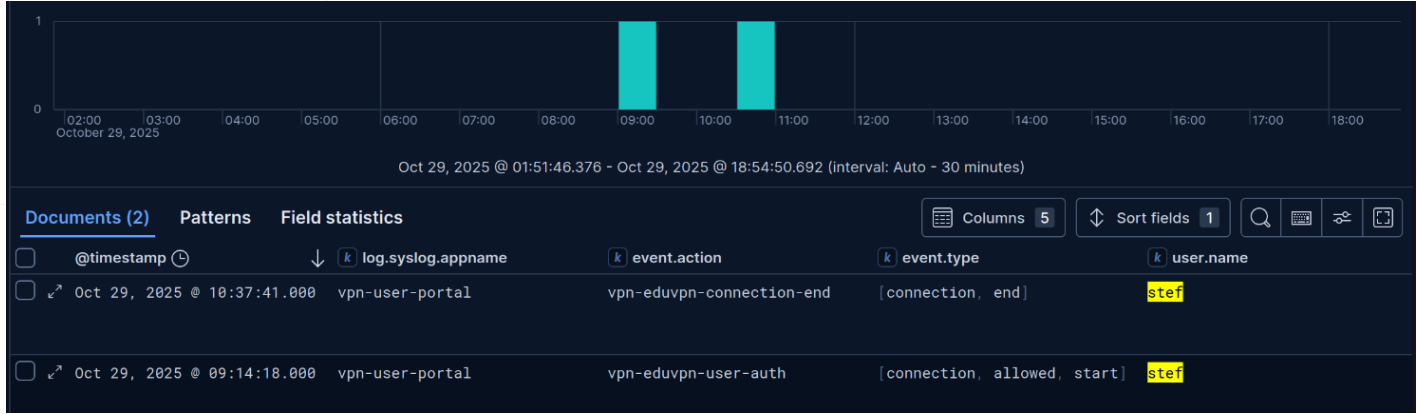 1
0
02:00 03:00 04:00 05:00 06:00 07:00 08:00 09:00 10:00 11:00 12:00 13:00 14:00 15:00 16:00 17:00 18:00
October 29, 2025
Oct 29, 2025 @ 01:51:46.376 - Oct 29, 2025 @ 18:54:50.692 (interval: Auto - 30 minutes)
Documents (2) Patterns Field statistics Columns 5 Sort fields 1
@timestamp k log.syslog.appname k event.action k event.type k user.name
Oct 29, 2025 @ 10:37:41.000 vpn-user-portal vpn-eduvpn-connection-end [connection, end] stef
Oct 29, 2025 @ 09:14:18.000 vpn-user-portal vpn-eduvpn-user-auth [connection, allowed, start] stef